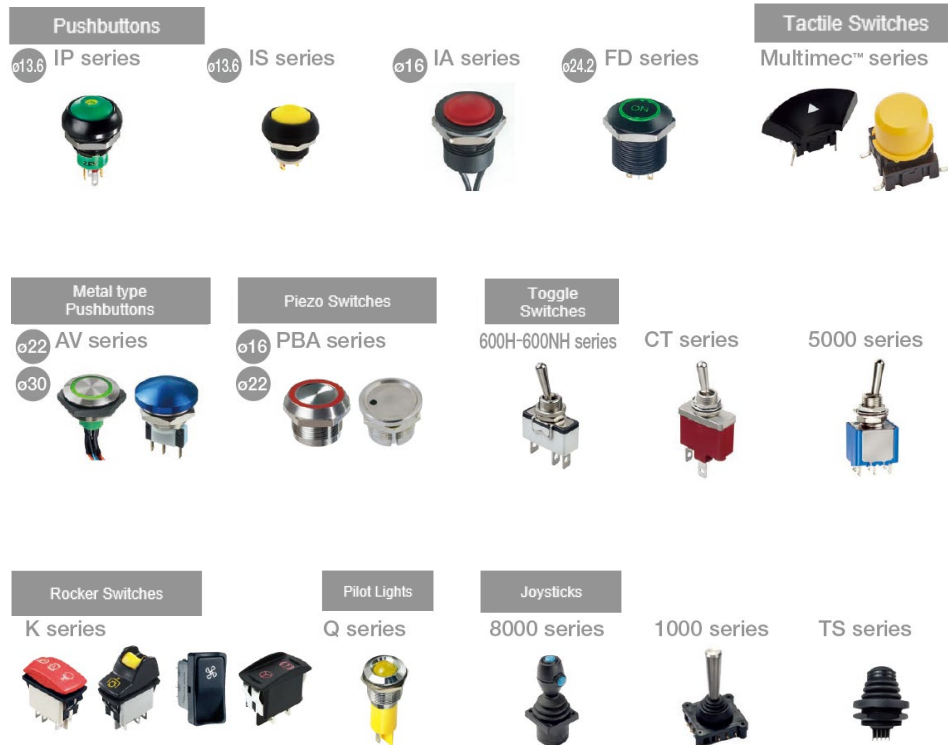 Pushbuttons
ø13.6 IP series
ø13.6 IS series
ø16 IA series
ø24.2 FD series
ON
Tactile Switches
Multimec™ series
Metal type
Pushbuttons
ø22 AV series
ø30
Piezo Switches
ø16 PBA series
ø22
Toggle
Switches
600H-600NH series
CT series
5000 series
Rocker Switches
K series
Pilot Lights
Q series
Joysticks
8000 series
1000 series
TS series